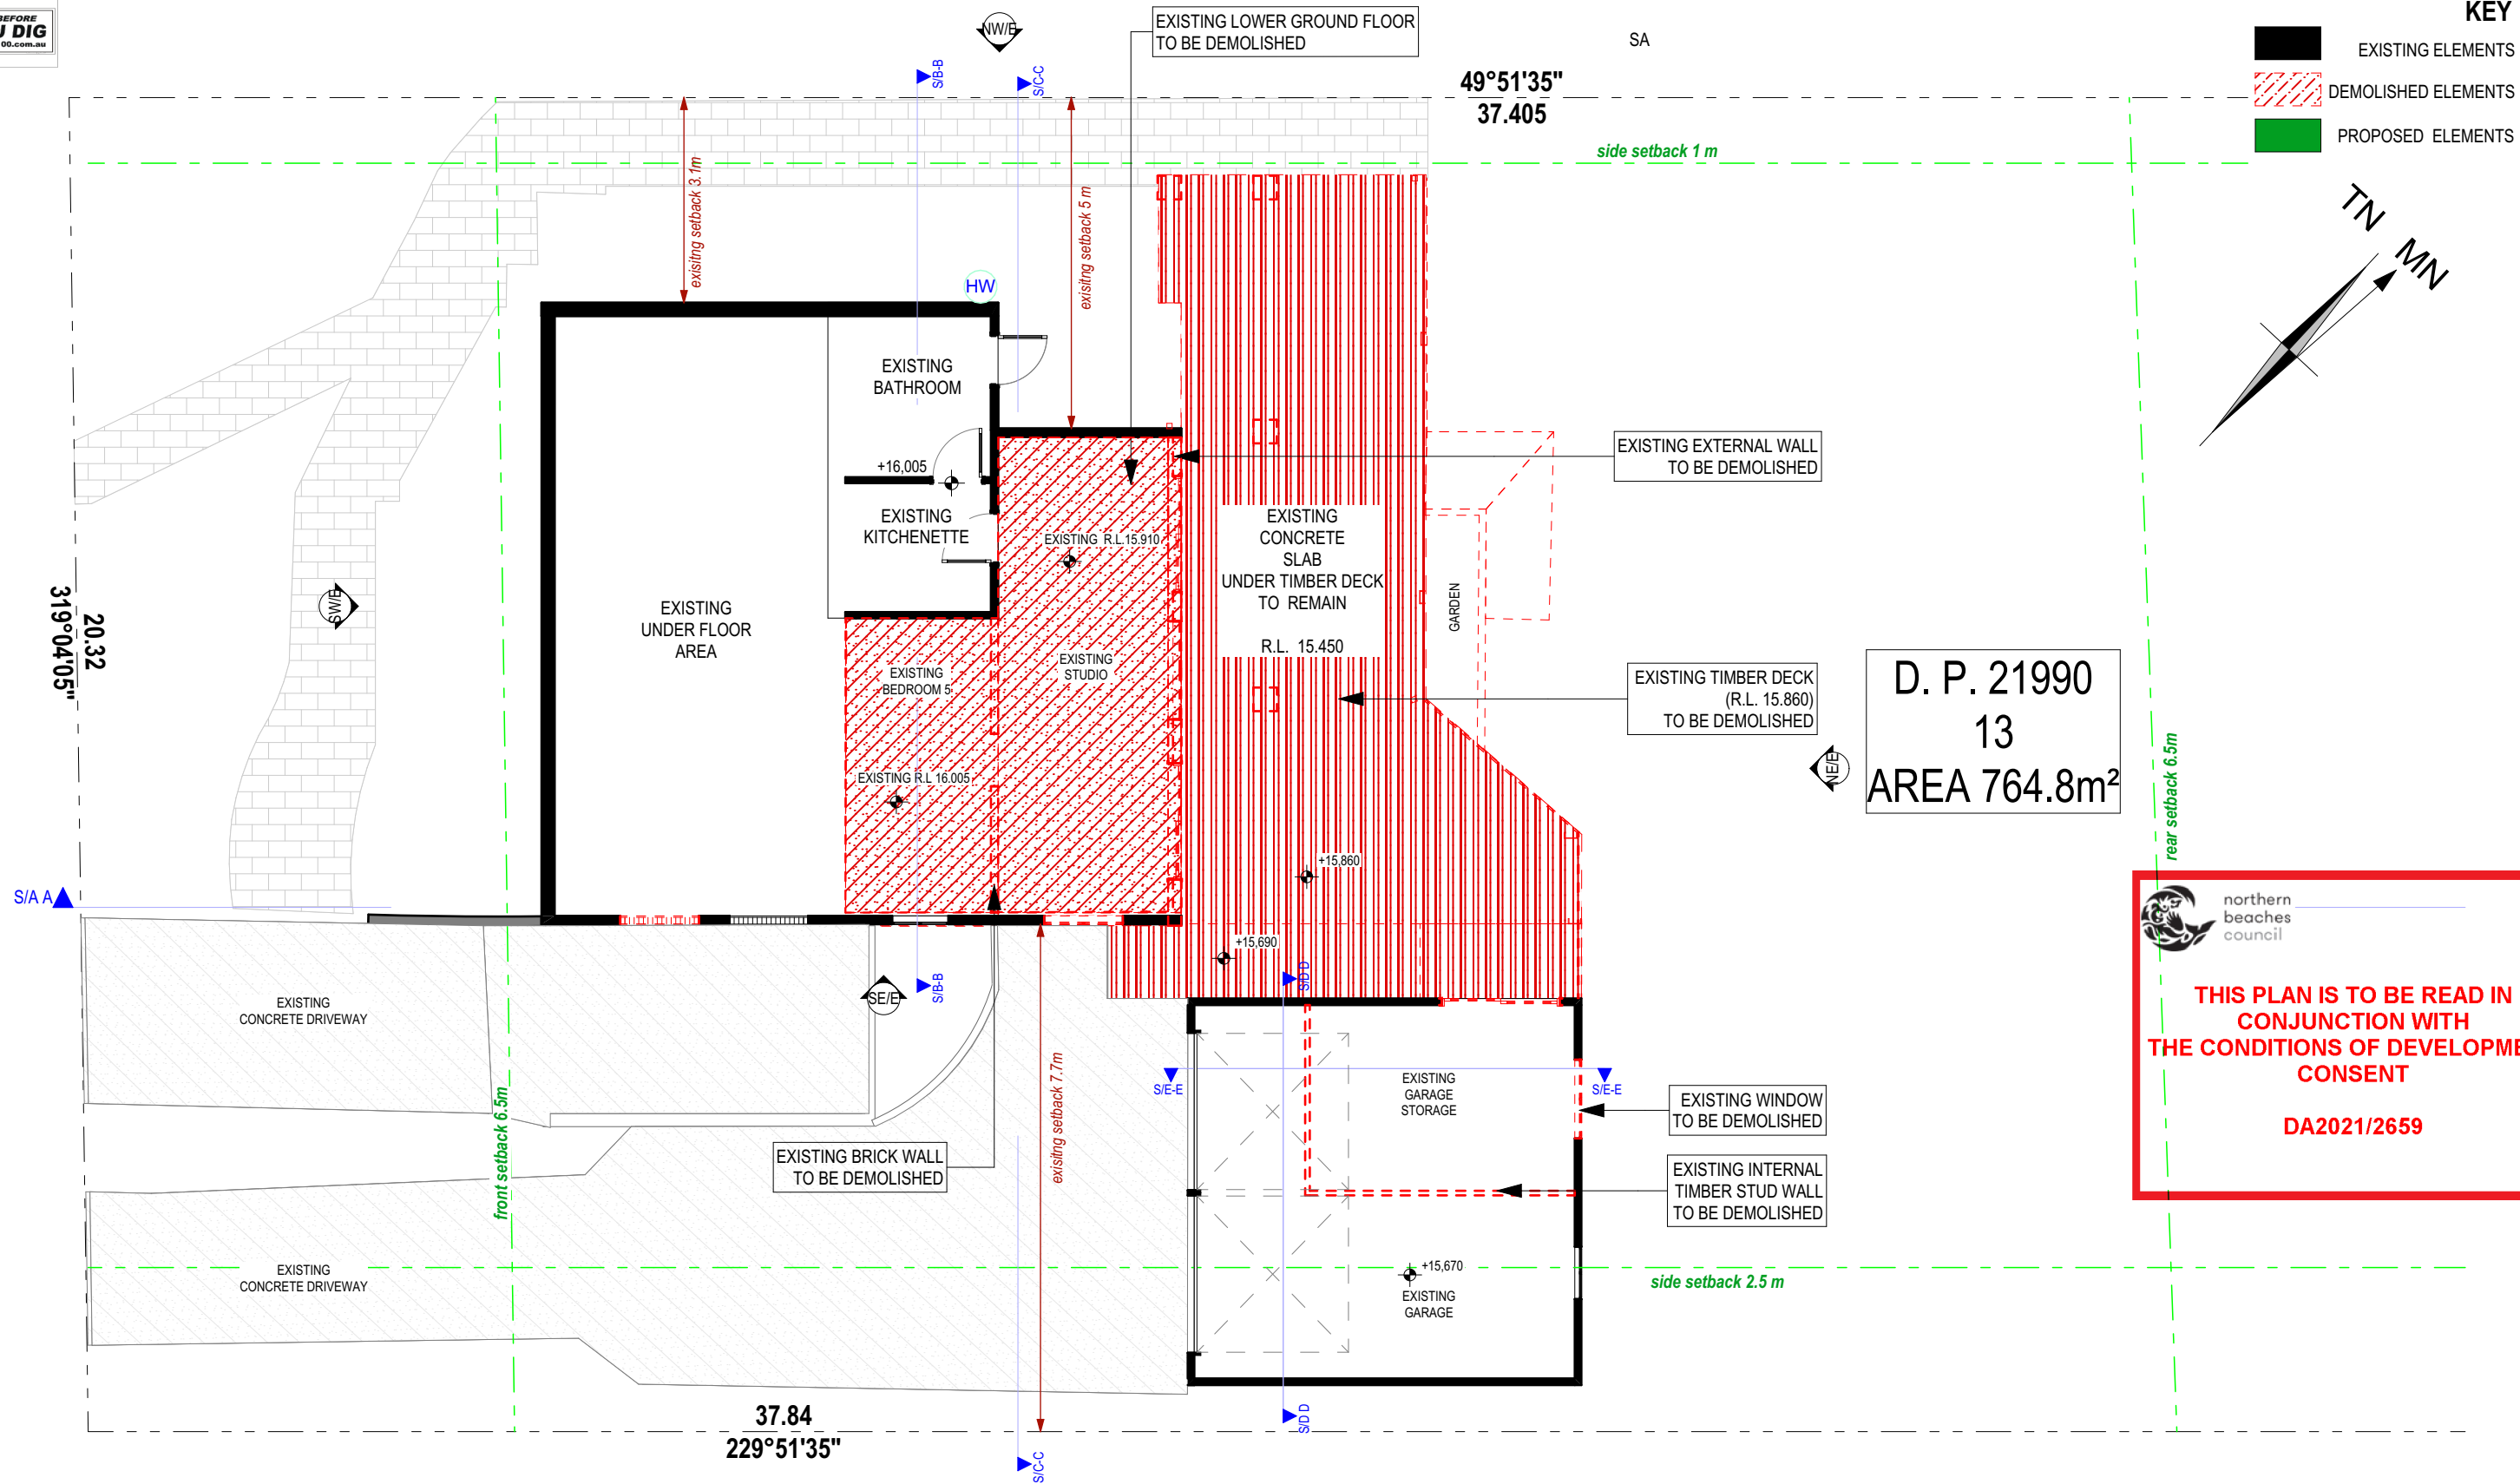 BEFORE
U DIG
00.com.au
NW/E
EXISTING LOWER GROUND FLOOR
TO BE DEMOLISHED
SA
KEY
EXISTING ELEMENTS
DEMOLISHED ELEMENTS
PROPOSED ELEMENTS
S/B-B
S/C-C
49°51'35"
37.405
side setback 1 m
TN
MN
exisitng setback 3.1m
exisitng setback 5 m
HW
EXISTING
BATHROOM
+16,005
EXISTING
KITCHENETTE
EXISTING R.L.15.910
EXISTING EXTERNAL WALL
TO BE DEMOLISHED
EXISTING
CONCRETE
SLAB
UNDER TIMBER DECK
TO REMAIN
R.L. 15.450
GARDEN
SW/E
20.32
319°04'05"
EXISTING
UNDER FLOOR
AREA
EXISTING
BEDROOM 5
EXISTING
STUDIO
EXISTING R.L 16.005
EXISTING TIMBER DECK
(R.L. 15.860)
TO BE DEMOLISHED
NE/E
D. P. 21990
13
AREA 764.8m²
rear setback 6.5m
+15,860
+15,690
S/A A
northern
beaches
council
THIS PLAN IS TO BE READ IN
CONJUNCTION WITH
THE CONDITIONS OF DEVELOPME
CONSENT
DA2021/2659
EXISTING
CONCRETE DRIVEWAY
SE/E
S/B-B
S/D D
S/E-E
S/E-E
EXISTING
GARAGE
STORAGE
EXISTING WINDOW
TO BE DEMOLISHED
front setback 6.5m
exisitng setback 7.7m
EXISTING BRICK WALL
TO BE DEMOLISHED
EXISTING INTERNAL
TIMBER STUD WALL
TO BE DEMOLISHED
EXISTING
CONCRETE DRIVEWAY
+15,670
EXISTING
GARAGE
side setback 2.5 m
37.84
229°51'35"
S/D D
S/C-C